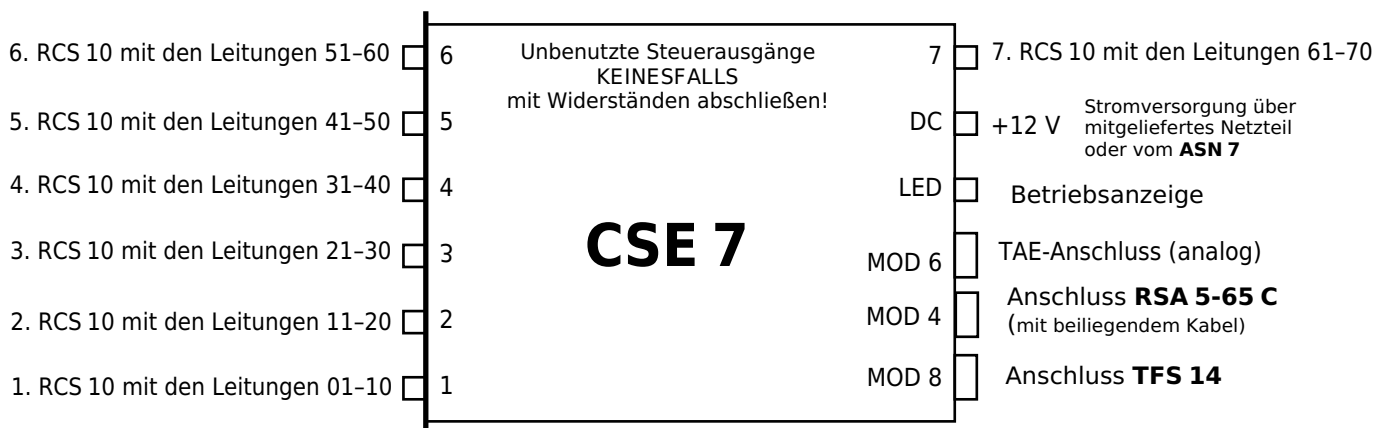 6. RCS 10 mit den Leitungen 51–60
5. RCS 10 mit den Leitungen 41–50
4. RCS 10 mit den Leitungen 31–40
3. RCS 10 mit den Leitungen 21–30
2. RCS 10 mit den Leitungen 11–20
1. RCS 10 mit den Leitungen 01–10
6
5
4
3
2
1
Unbenutzte Steuerausgänge
KEINESFALLS
mit Widerständen abschließen!
CSE 7
7
DC
LED
MOD 6
MOD 4
MOD 8
7. RCS 10 mit den Leitungen 61–70
+12 V
Stromversorgung über
mitgeliefertes Netzteil
oder vom ASN 7
Betriebsanzeige
TAE-Anschluss (analog)
Anschluss RSA 5-65 C
(mit beiliegendem Kabel)
Anschluss TFS 14